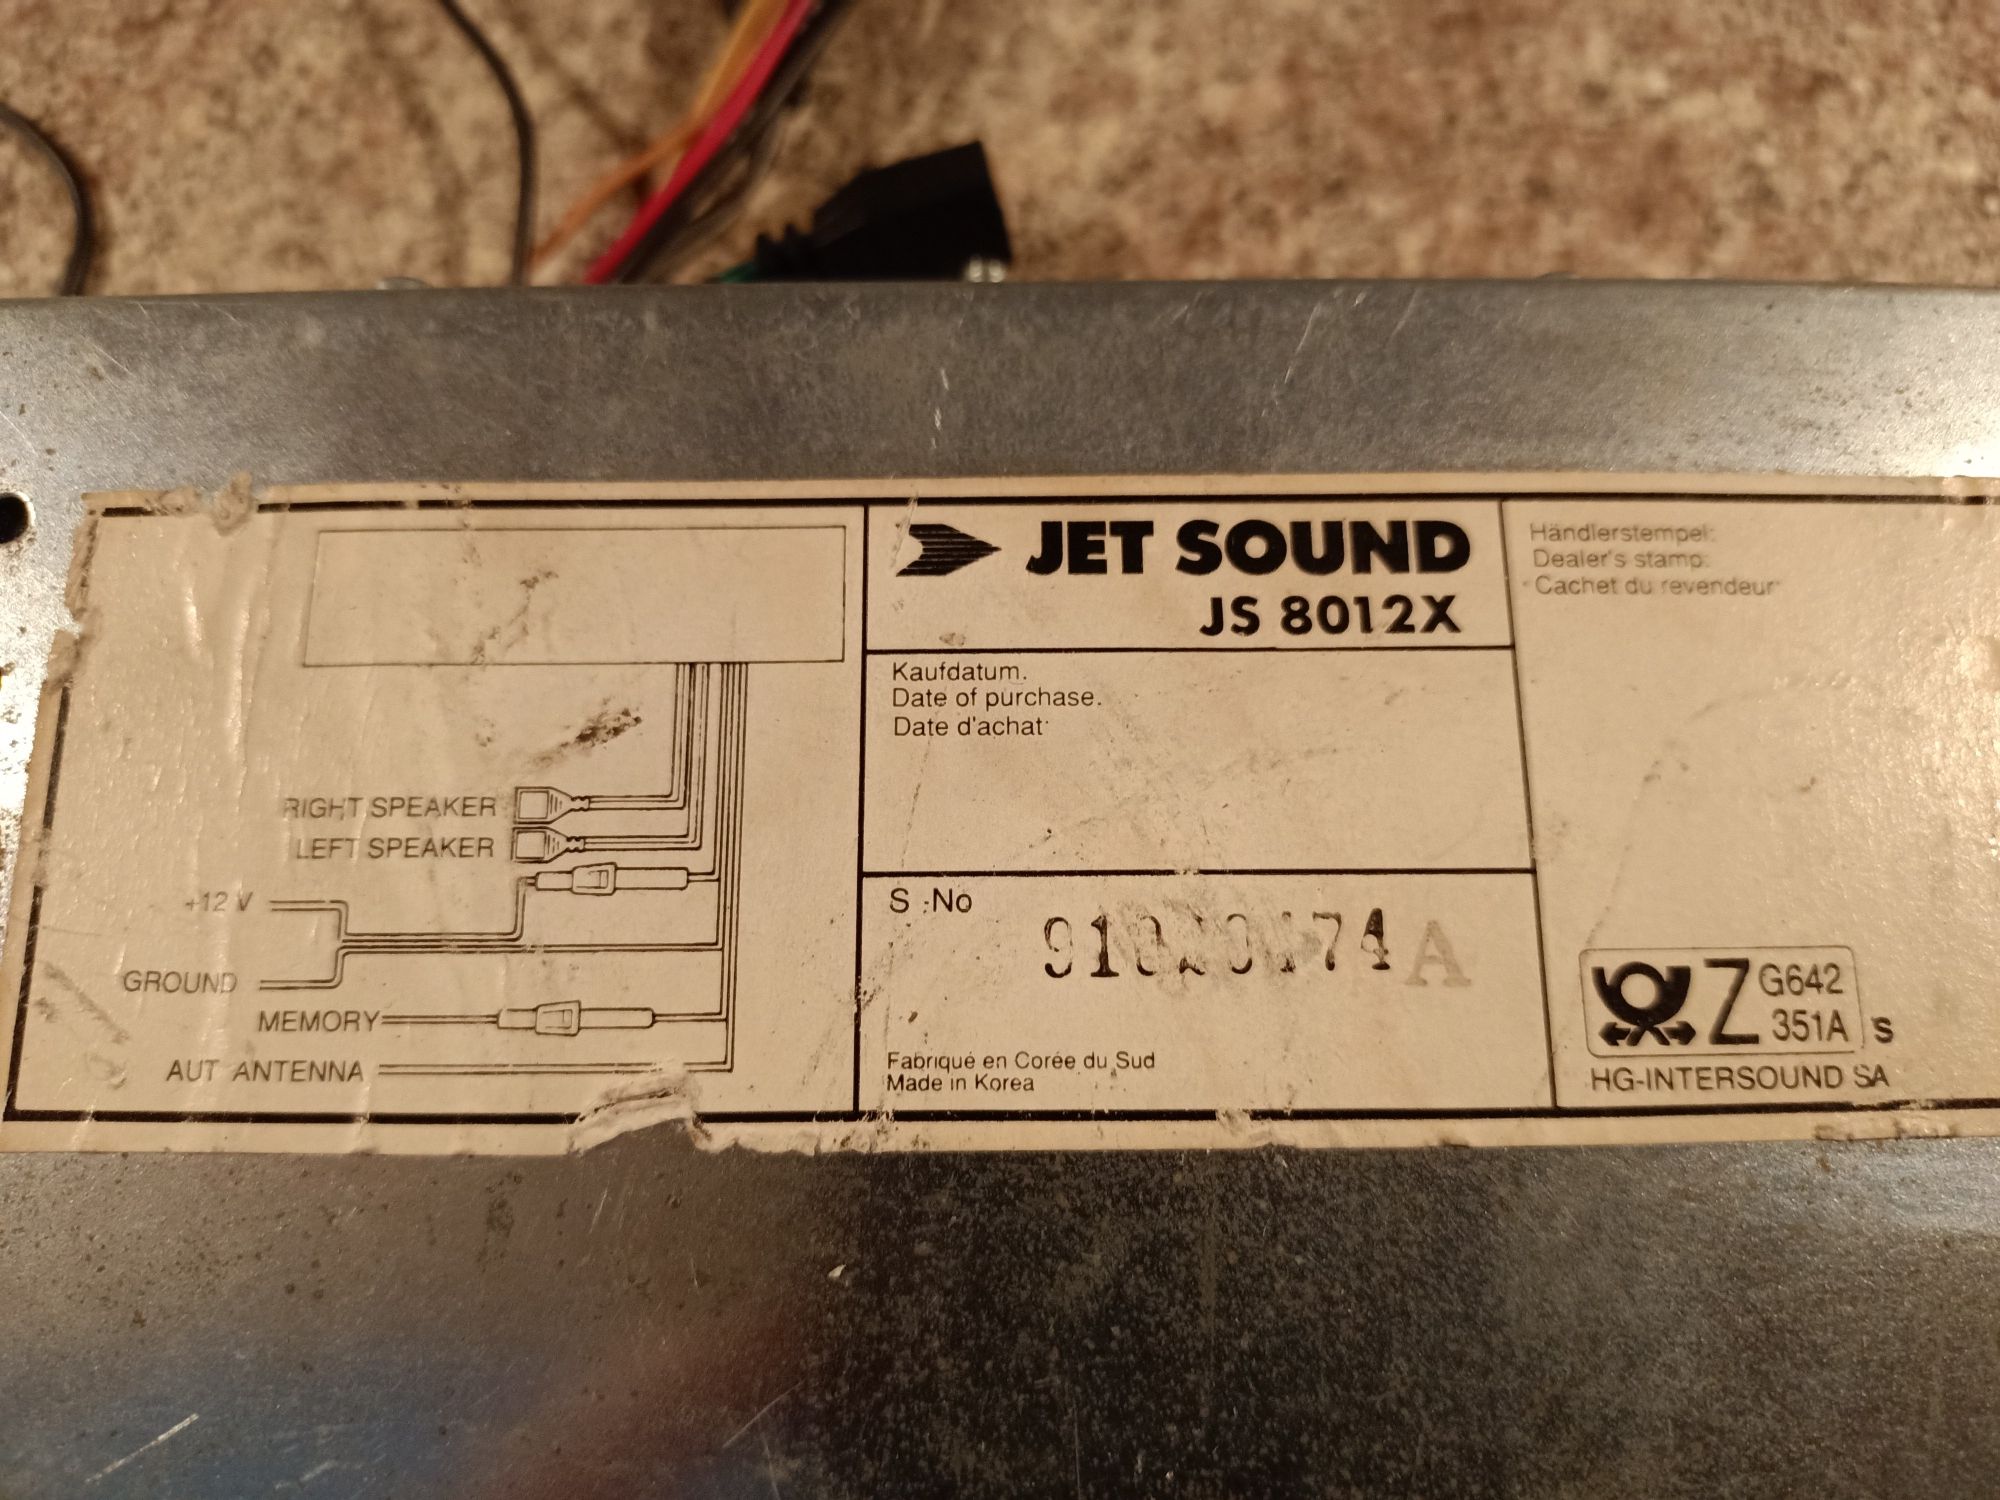 JET SOUND
JS 8012X
Kaufdatum.
Date of purchase.
Date d'achat
S.No
Fabriqué en Corée du Sud
Made in Korea
Händlerstempel:
Dealer's stamp:
Cachet du revendeur
Z G642
351A S
HG-INTERSOUND SA
RIGHT SPEAKER
LEFT SPEAKER
+12 V
GROUND
MEMORY
AUT ANTENNA